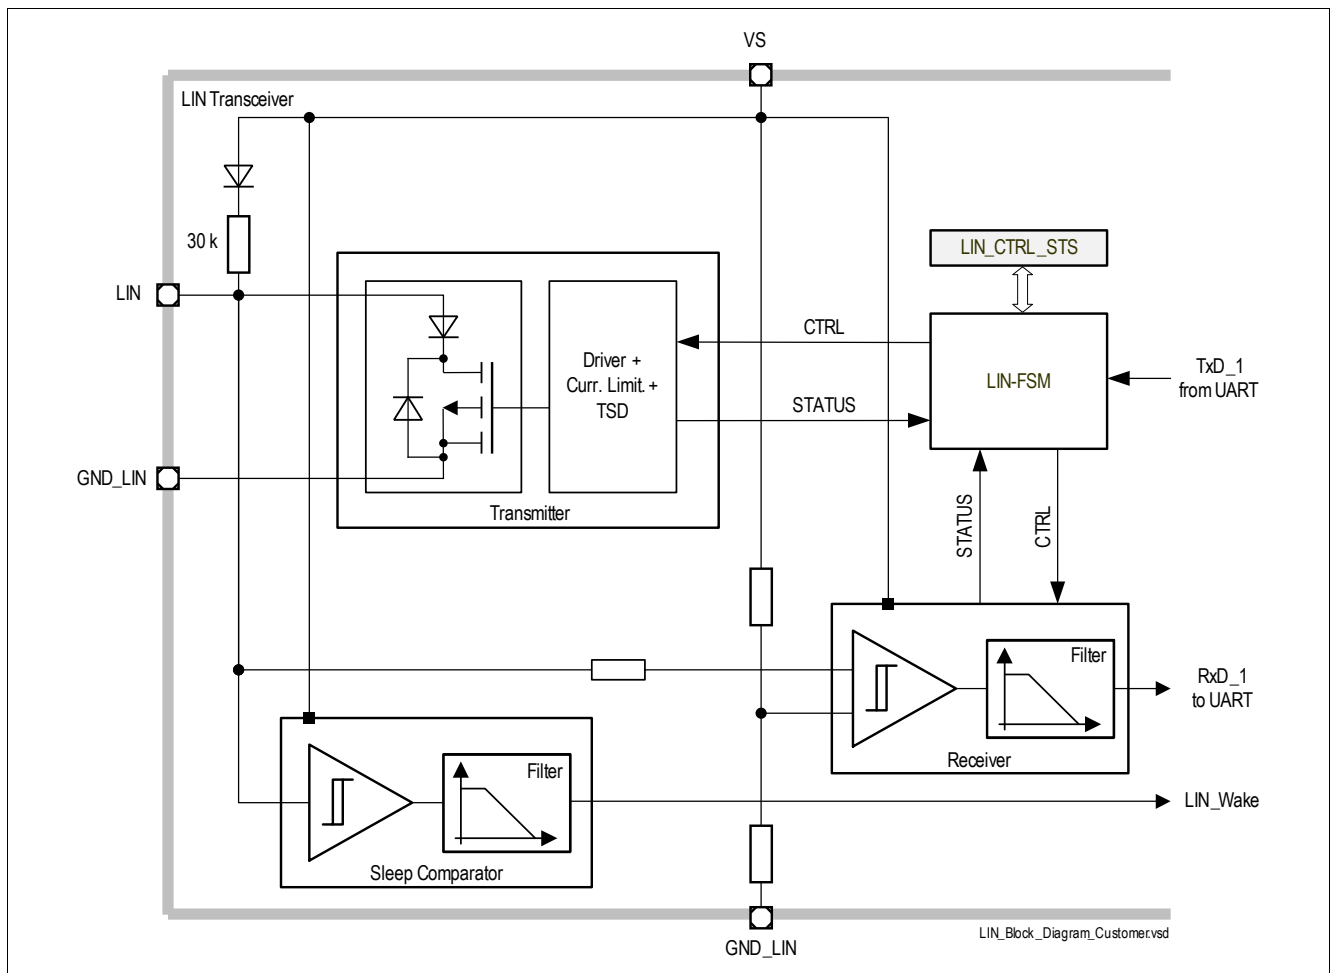 VS
LIN Transceiver
30 k
LIN_CTRL_STS
LIN
CTRL
Driver +
Curr. Limit. +
TSD
LIN-FSM
TxD_1
from UART
STATUS
GND_LIN
Transmitter
STATUS
CTRL
Filter
RxD_1
to UART
Receiver
Filter
LIN_Wake
Sleep Comparator
GND_LIN
LIN_Block_Diagram_Customer.vsd